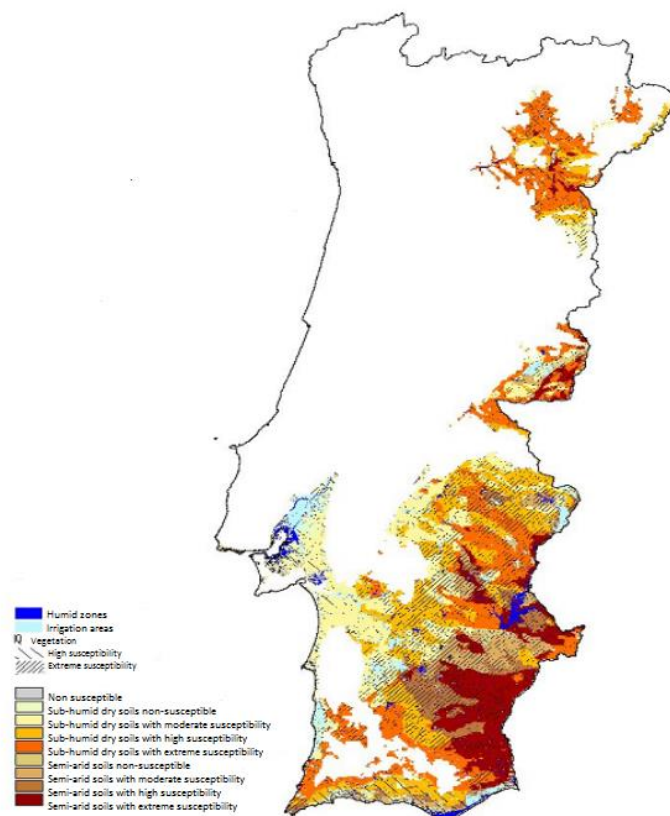 Humid zones
Irrigation areas
IQ Vegetation
High susceptibility
Extreme susceptibility
Non susceptible
Sub-humid dry soils non-susceptible
Sub-humid dry soils with moderate susceptibility
Sub-humid dry soils with high susceptibility
Sub-humid dry soils with extreme susceptibility
Semi-arid soils non-susceptible
Semi-arid soils with moderate susceptibility
Semi-arid soils with high susceptibility
Semi-arid soils with extreme susceptibility